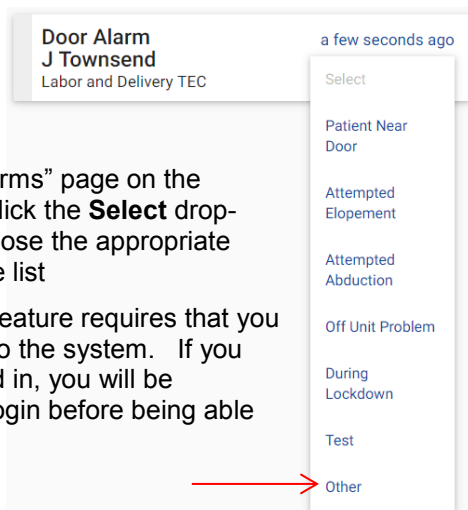 Door Alarm
J Townsend
Labor and Delivery TEC
a few seconds ago
Select
Patient Near
Door
Attempted
Elopement
Attempted
Abduction
Off Unit Problem
During
Lockdown
Test
Other
rms” page on the
lick the Select drop-
ose the appropriate
e list
eature requires that you
o the system. If you
d in, you will be
ogin before being able